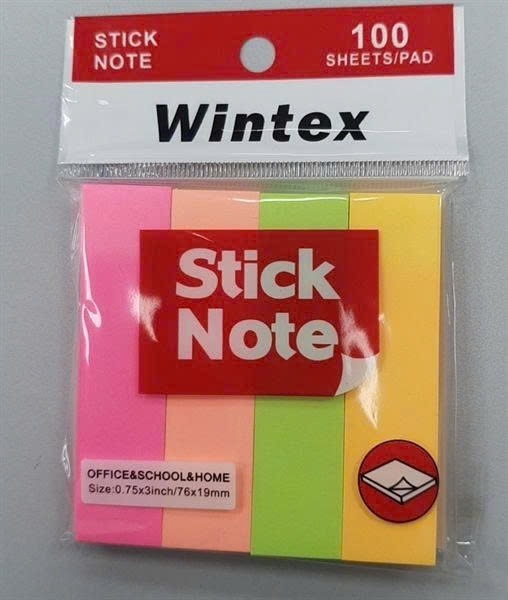 STICK
NOTE
100
SHEETS/PAD
Wintex
Stick
Note
OFFICE&SCHOOL&HOME
Size:0.75x3inch/76x19mm